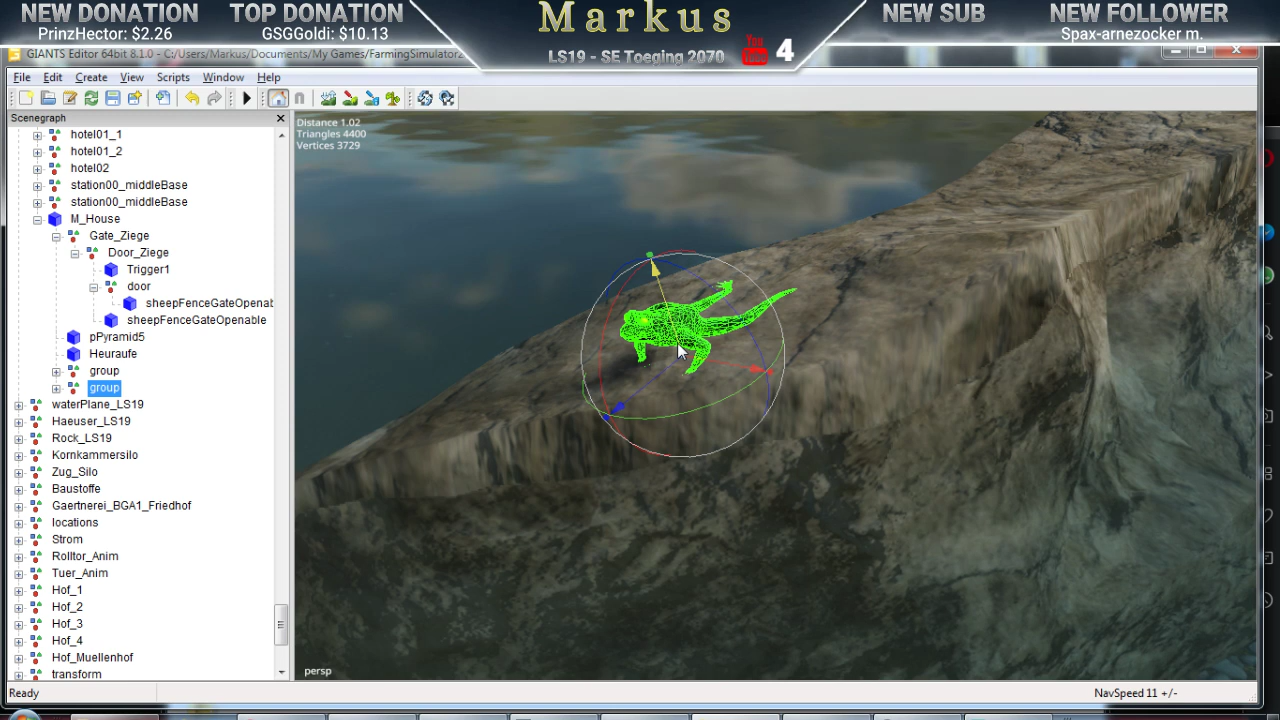 NEW DONATION
PrinzHector: $2.26
TOP DONATION
GSGGoldi: $10.13
Markus
LS19 - SE Toeging 2070
You
Tube
4
NEW SUB
NEW FOLLOWER
Spax-arnezocker m.
GIANTS Editor 64bit 8.1.0 - C:/Users/Markus/Documents/My Games/FarmingSimulator2
File Edit Create View Scripts Window Help
Scenegraph
hotel01_1
hotel01_2
hotel02
station00_middleBase
station00_middleBase
M_House
Gate_Ziege
Door_Ziege
Trigger1
door
sheepFenceGateOpenab
sheepFenceGateOpenable
pPyramid5
Heuraufe
group
group
waterPlane_LS19
Haeuser_LS19
Rock_LS19
Kornkammersilo
Zug_Silo
Baustoffe
Gaertnerei_BGA1_Friedhof
locations
Strom
Rolltor_Anim
Tuer_Anim
Hof_1
Hof_2
Hof_3
Hof_4
Hof_Muellenhof
transform
Distance 1.02
Triangles 4400
Vertices 3729
persp
Ready
NavSpeed 11 +/-